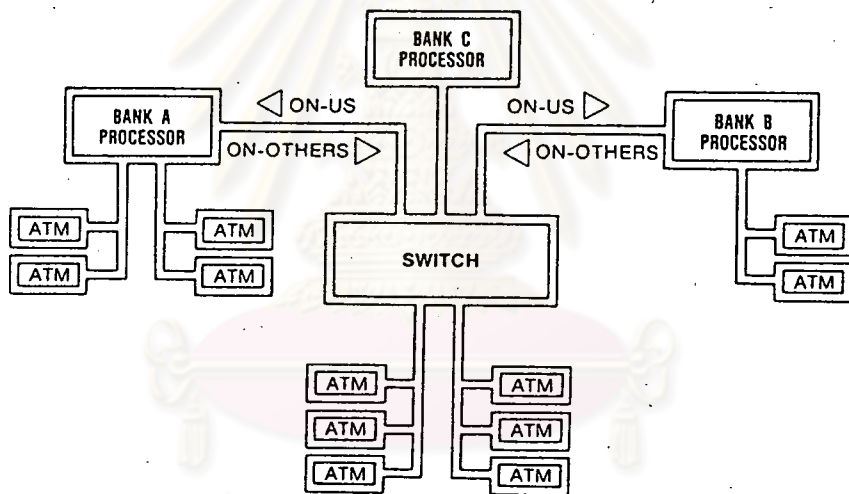 BANK C
PROCESSOR
ON-US
ON-US
BANK A
PROCESSOR
BANK B
PROCESSOR
ON-OTHERS
ON-OTHERS
ATM
ATM
ATM
ATM
ATM
ATM
SWITCH
ATM
ATM
ATM
ATM
ATM
ATM